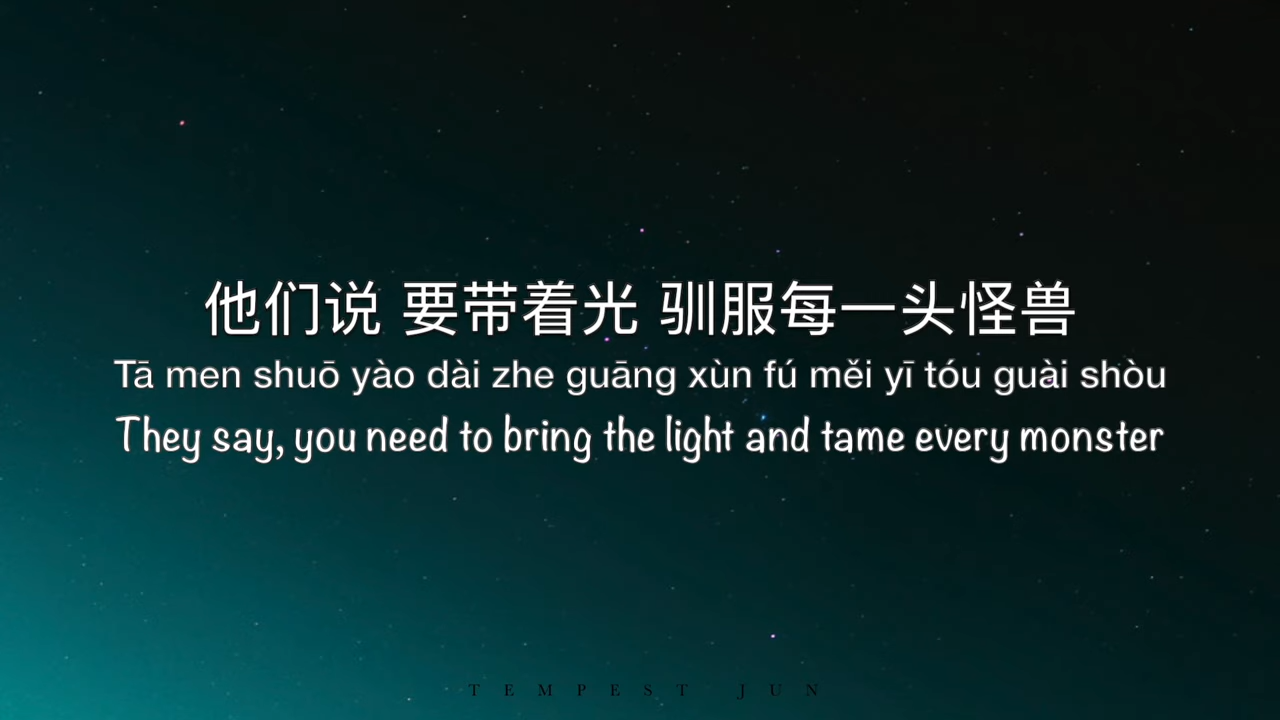 他们说 要带着光 驯服每一头怪兽
Tā men shuō yào dài zhe guāng xùn fú měi yī tóu guài shòu
They say, you need to bring the light and tame every monster
TEMPEST JUN